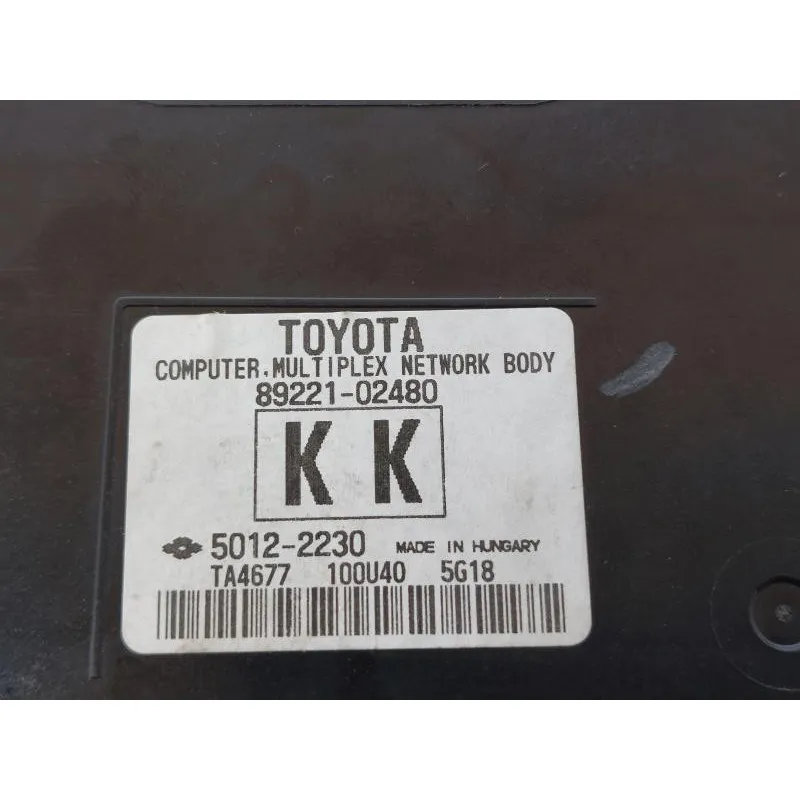 TOYOTA
COMPUTER, MULTIPLEX NETWORK BODY
89221-02480
K K
5012-2230 MADE IN HUNGARY
TA4677 100U40 5G18